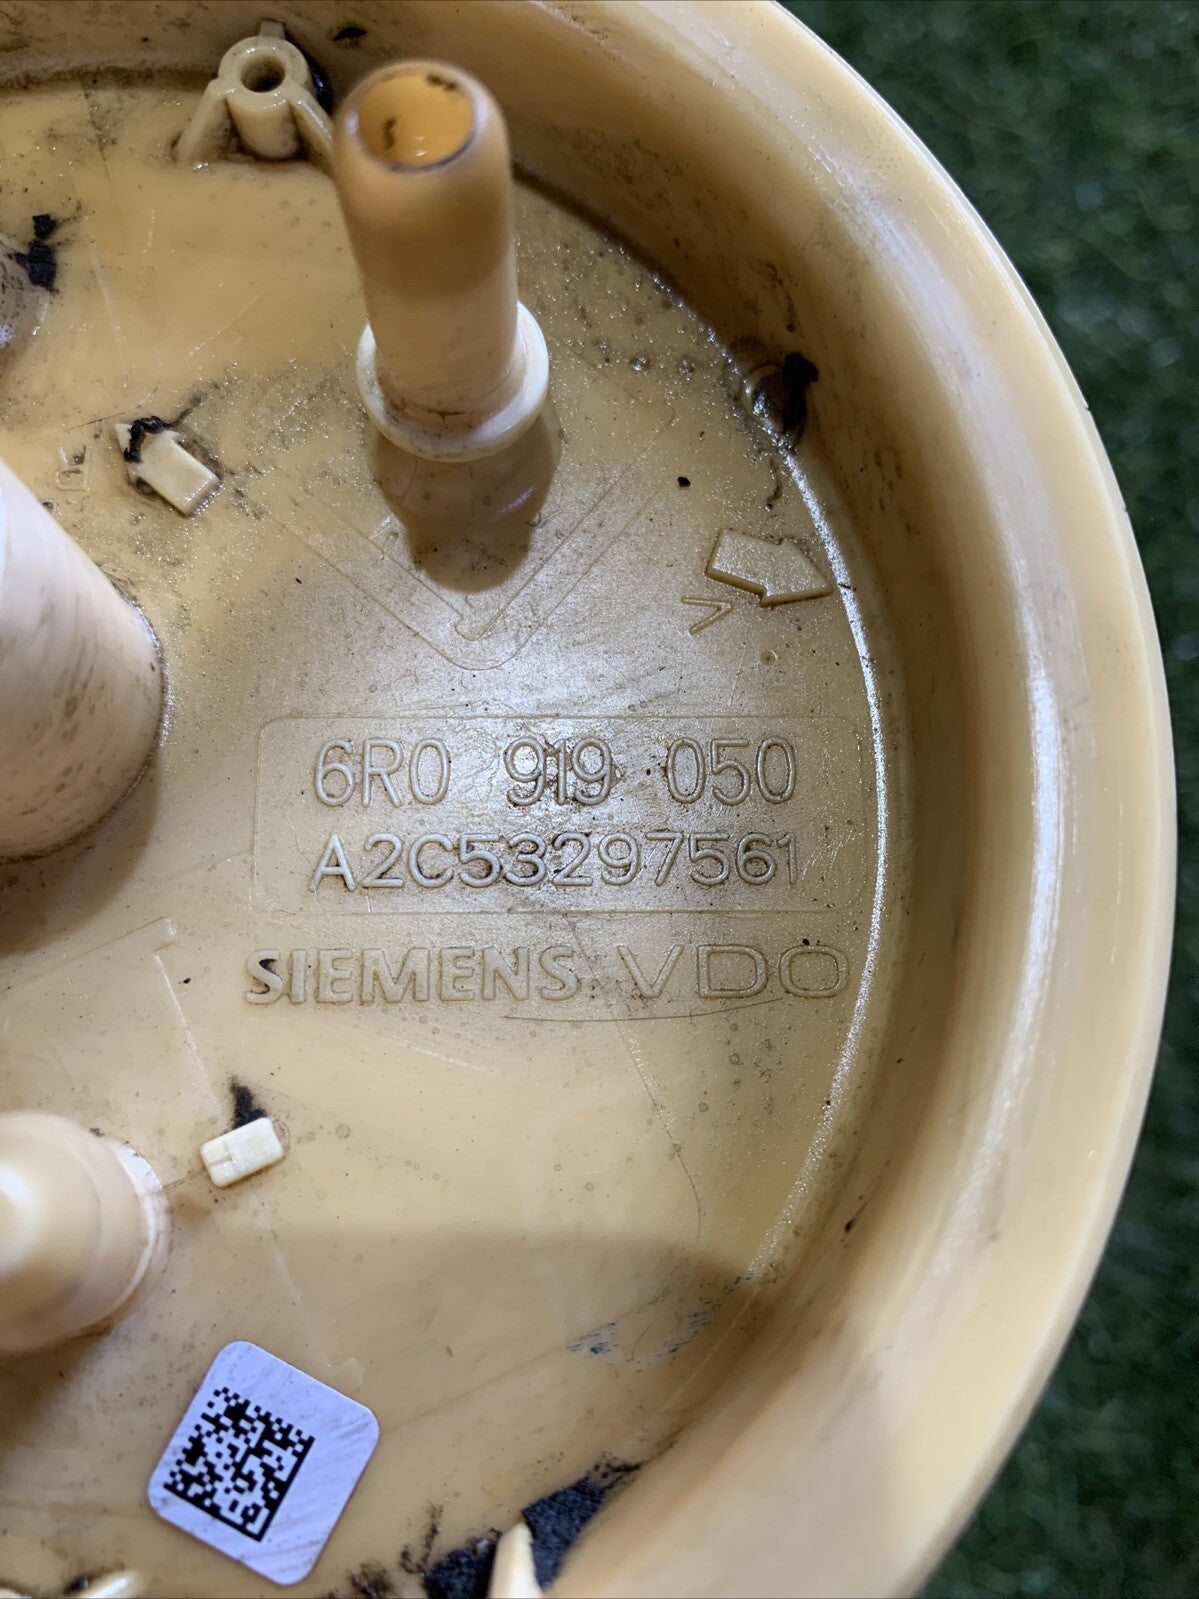 V
6R0 919 050
A2C53297561
SIEMENS VDO